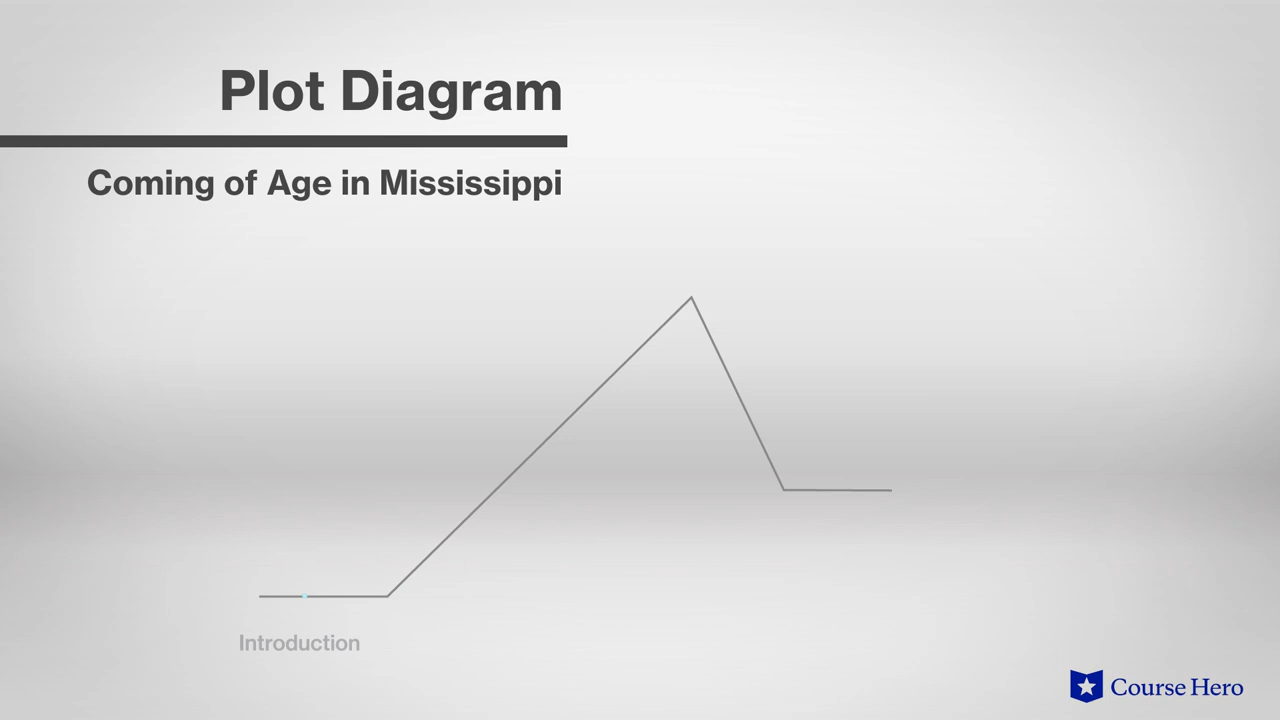 Plot Diagram
Coming of Age in Mississippi
Introduction
Course Hero